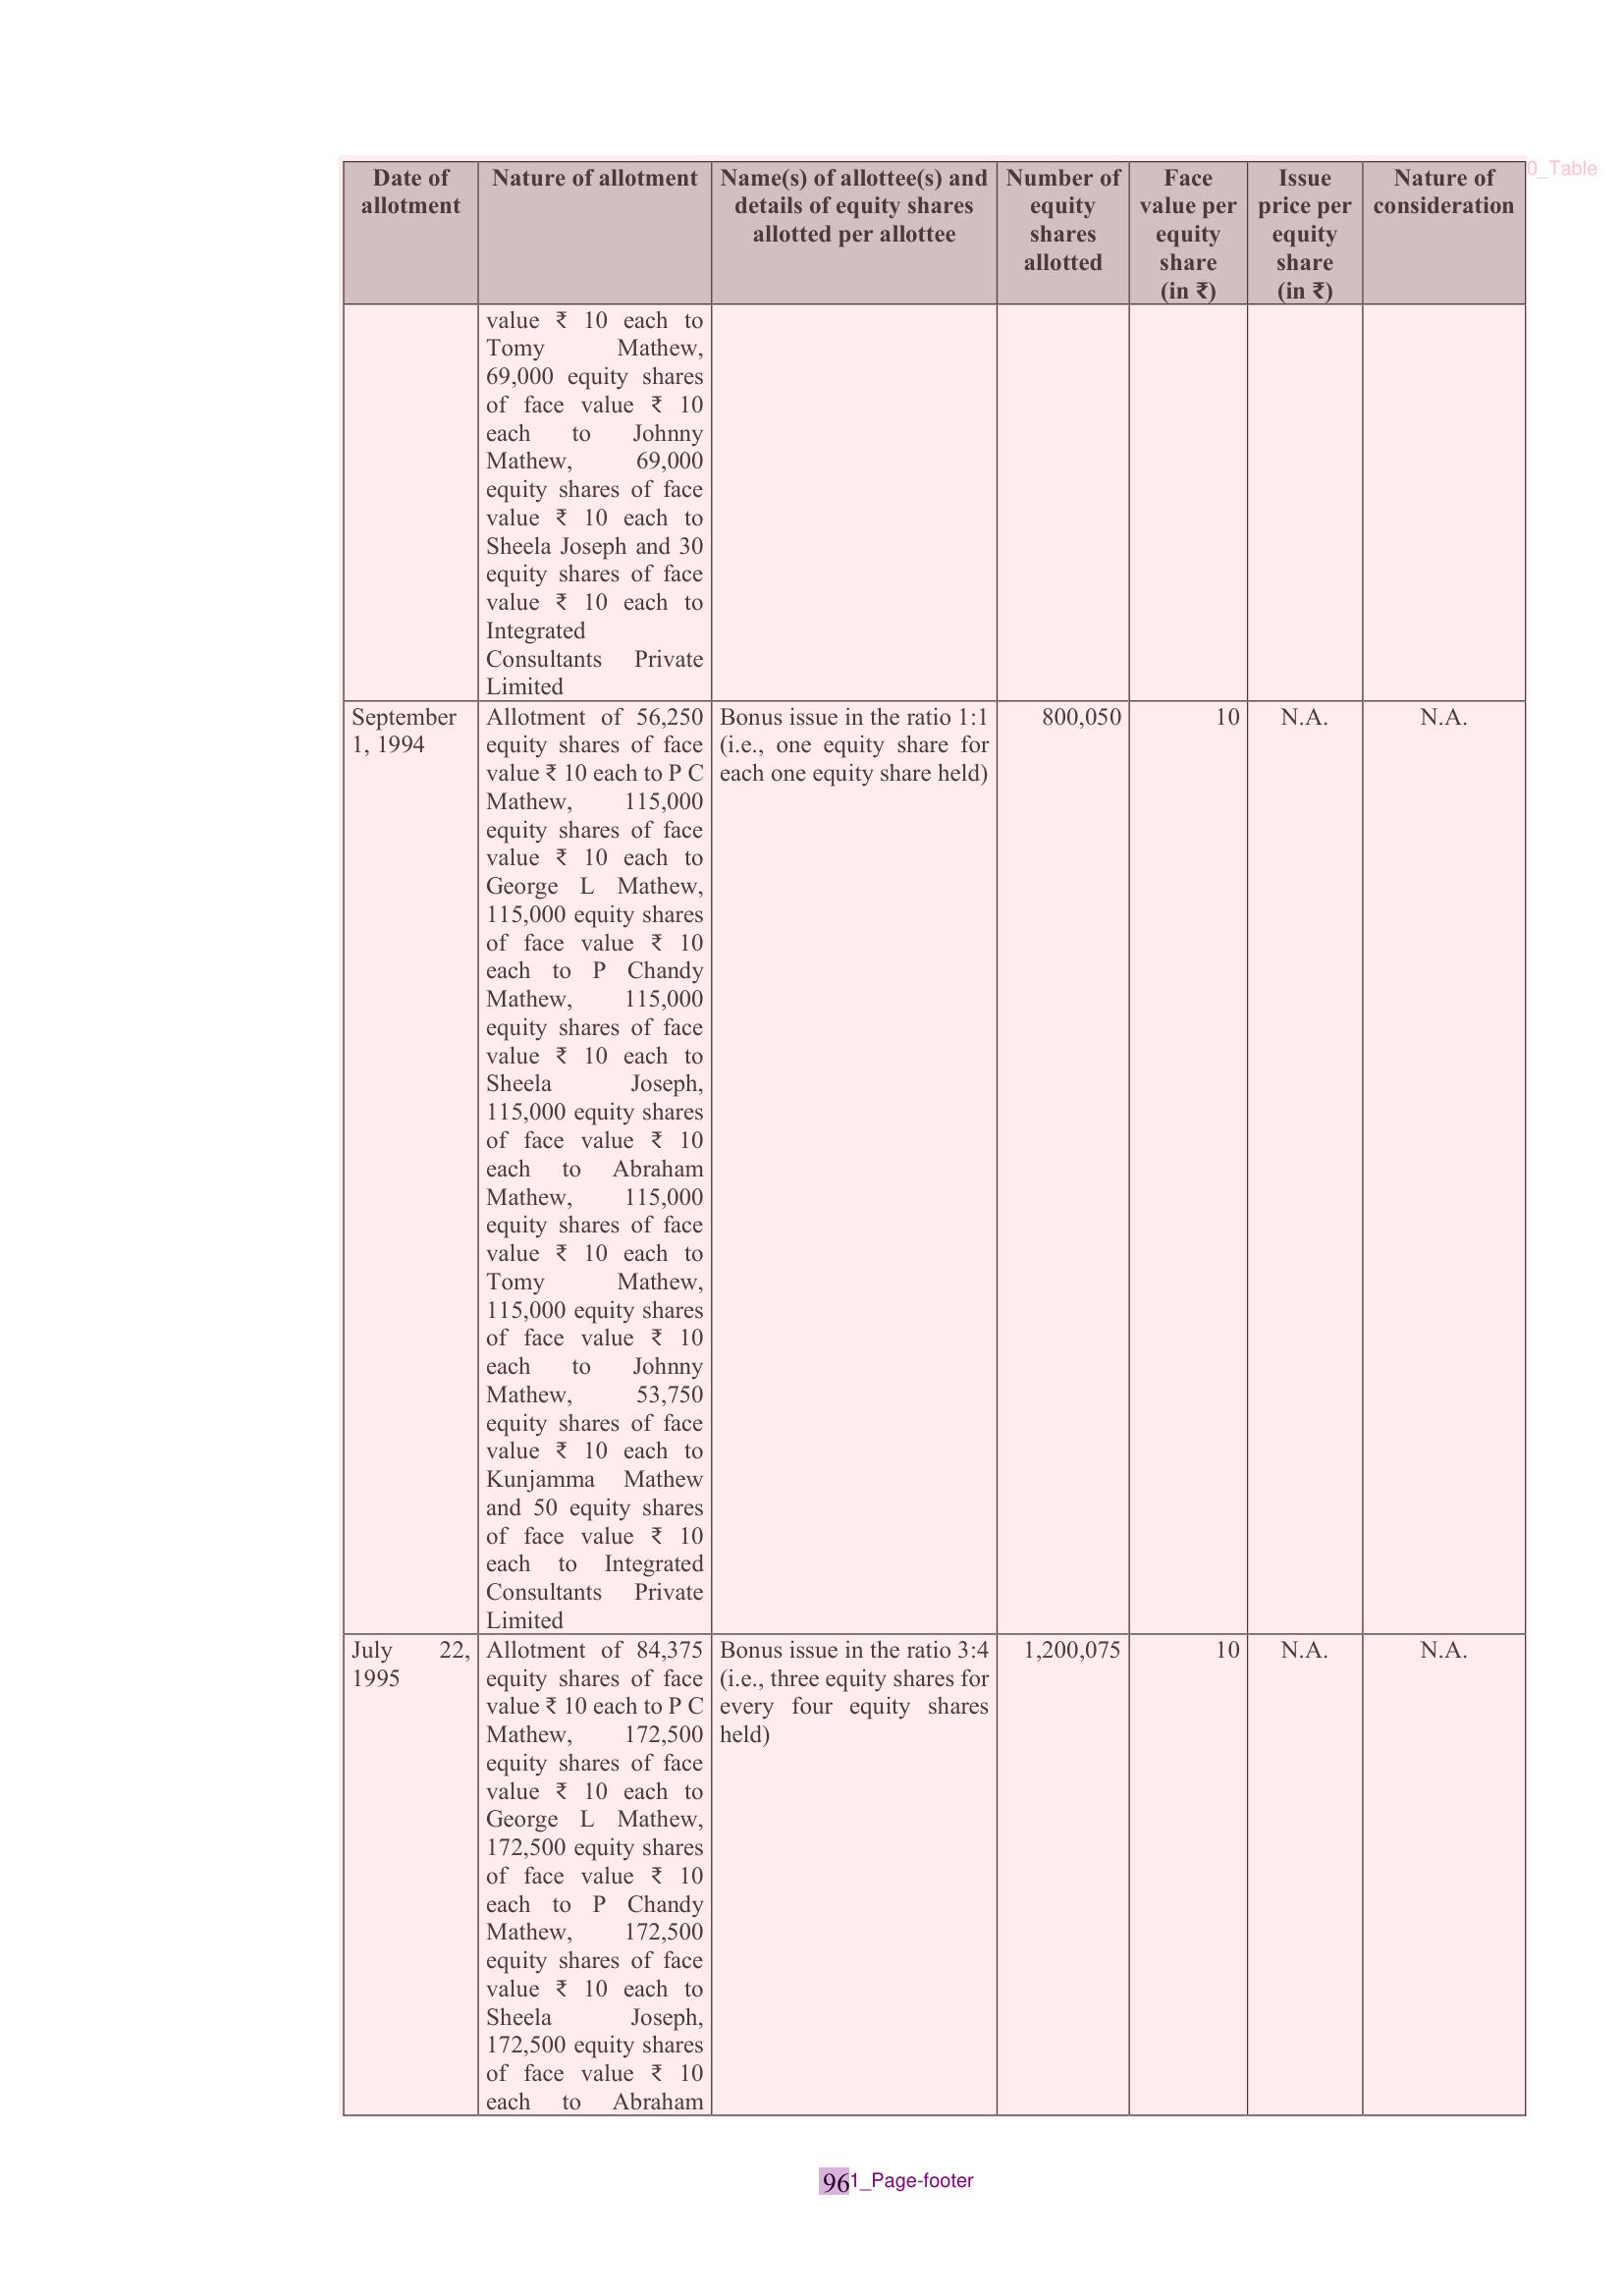 Date of allotment
Nature of allotment
Name(s) of allottee(s) and details of equity shares allotted per allottee
Number of equity shares allotted
Face value per equity share (in ₹)
Issue price per equity share (in ₹)
Nature of consideration
0_Table
value ₹ 10 each to
Tomy Mathew,
69,000 equity shares
of face value ₹ 10
each to Johnny
Mathew, 69,000
equity shares of face
value ₹ 10 each to
Sheela Joseph and 30
equity shares of face
value ₹ 10 each to
Integrated
Consultants Private
Limited
September
1, 1994
Allotment of 56,250
equity shares of face
value ₹ 10 each to P C
Mathew, 115,000
equity shares of face
value ₹ 10 each to
George L Mathew,
115,000 equity shares
of face value ₹ 10
each to P Chandy
Mathew, 115,000
equity shares of face
value ₹ 10 each to
Sheela Joseph,
115,000 equity shares
of face value ₹ 10
each to Abraham
Mathew, 115,000
equity shares of face
value ₹ 10 each to
Tomy Mathew,
115,000 equity shares
of face value ₹ 10
each to Johnny
Mathew, 53,750
equity shares of face
value ₹ 10 each to
Kunjamma Mathew
and 50 equity shares
of face value ₹ 10
each to Integrated
Consultants Private
Limited
Bonus issue in the ratio 1:1
(i.e., one equity share for
each one equity share held)
800,050
10
N.A.
N.A.
July 22,
1995
Allotment of 84,375
equity shares of face
value ₹ 10 each to P C
Mathew, 172,500
equity shares of face
value ₹ 10 each to
George L Mathew,
172,500 equity shares
of face value ₹ 10
each to P Chandy
Mathew, 172,500
equity shares of face
value ₹ 10 each to
Sheela Joseph,
172,500 equity shares
of face value ₹ 10
each to Abraham
Bonus issue in the ratio 3:4
(i.e., three equity shares for
every four equity shares
held)
1,200,075
10
N.A.
N.A.
96
1_Page-footer